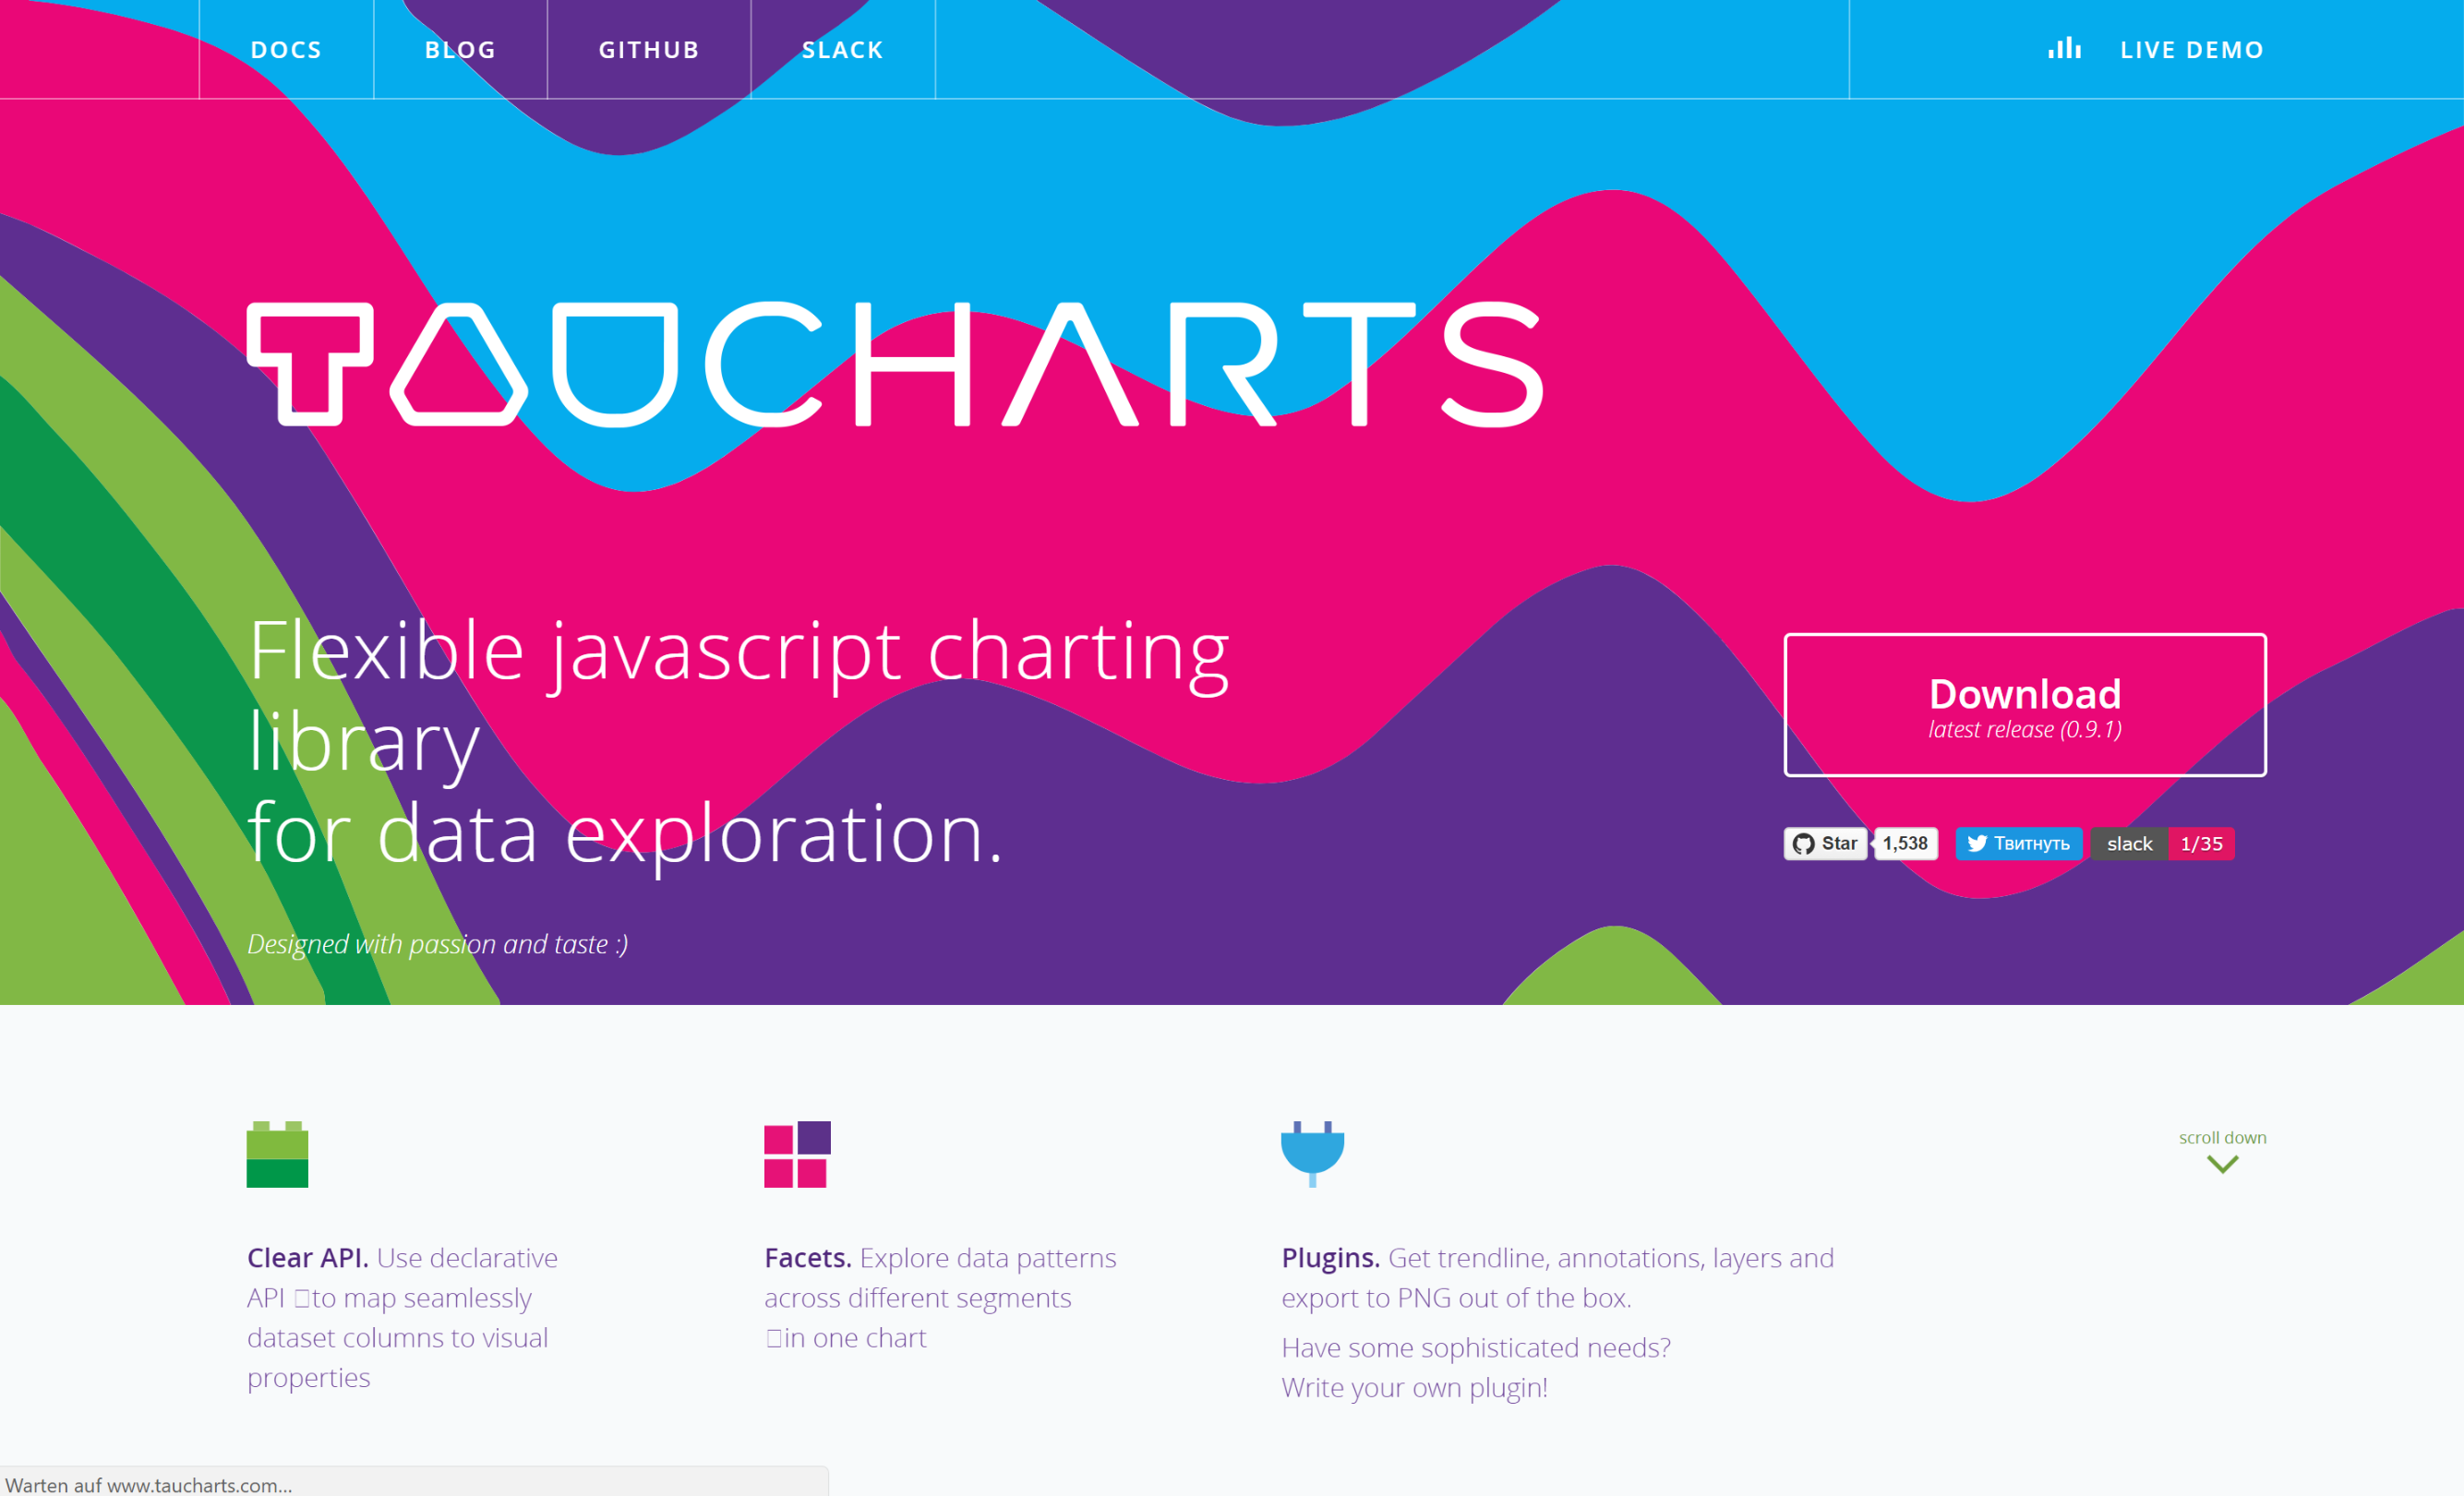 DOCS BLOG GITHUB SLACK LIVE DEMO
TAUCHARTS
Flexible javascript charting
library
for data exploration.
Designed with passion and taste :)
Download
latest release (0.9.1)
Star 1,538 Твитнуть slack 1/35
scroll down
Clear API. Use declarative
API to map seamlessly
dataset columns to visual
properties
Facets. Explore data patterns
across different segments
in one chart
Plugins. Get trendline, annotations, layers and
export to PNG out of the box.
Have some sophisticated needs?
Write your own plugin!
Warten auf www.taucharts.com...